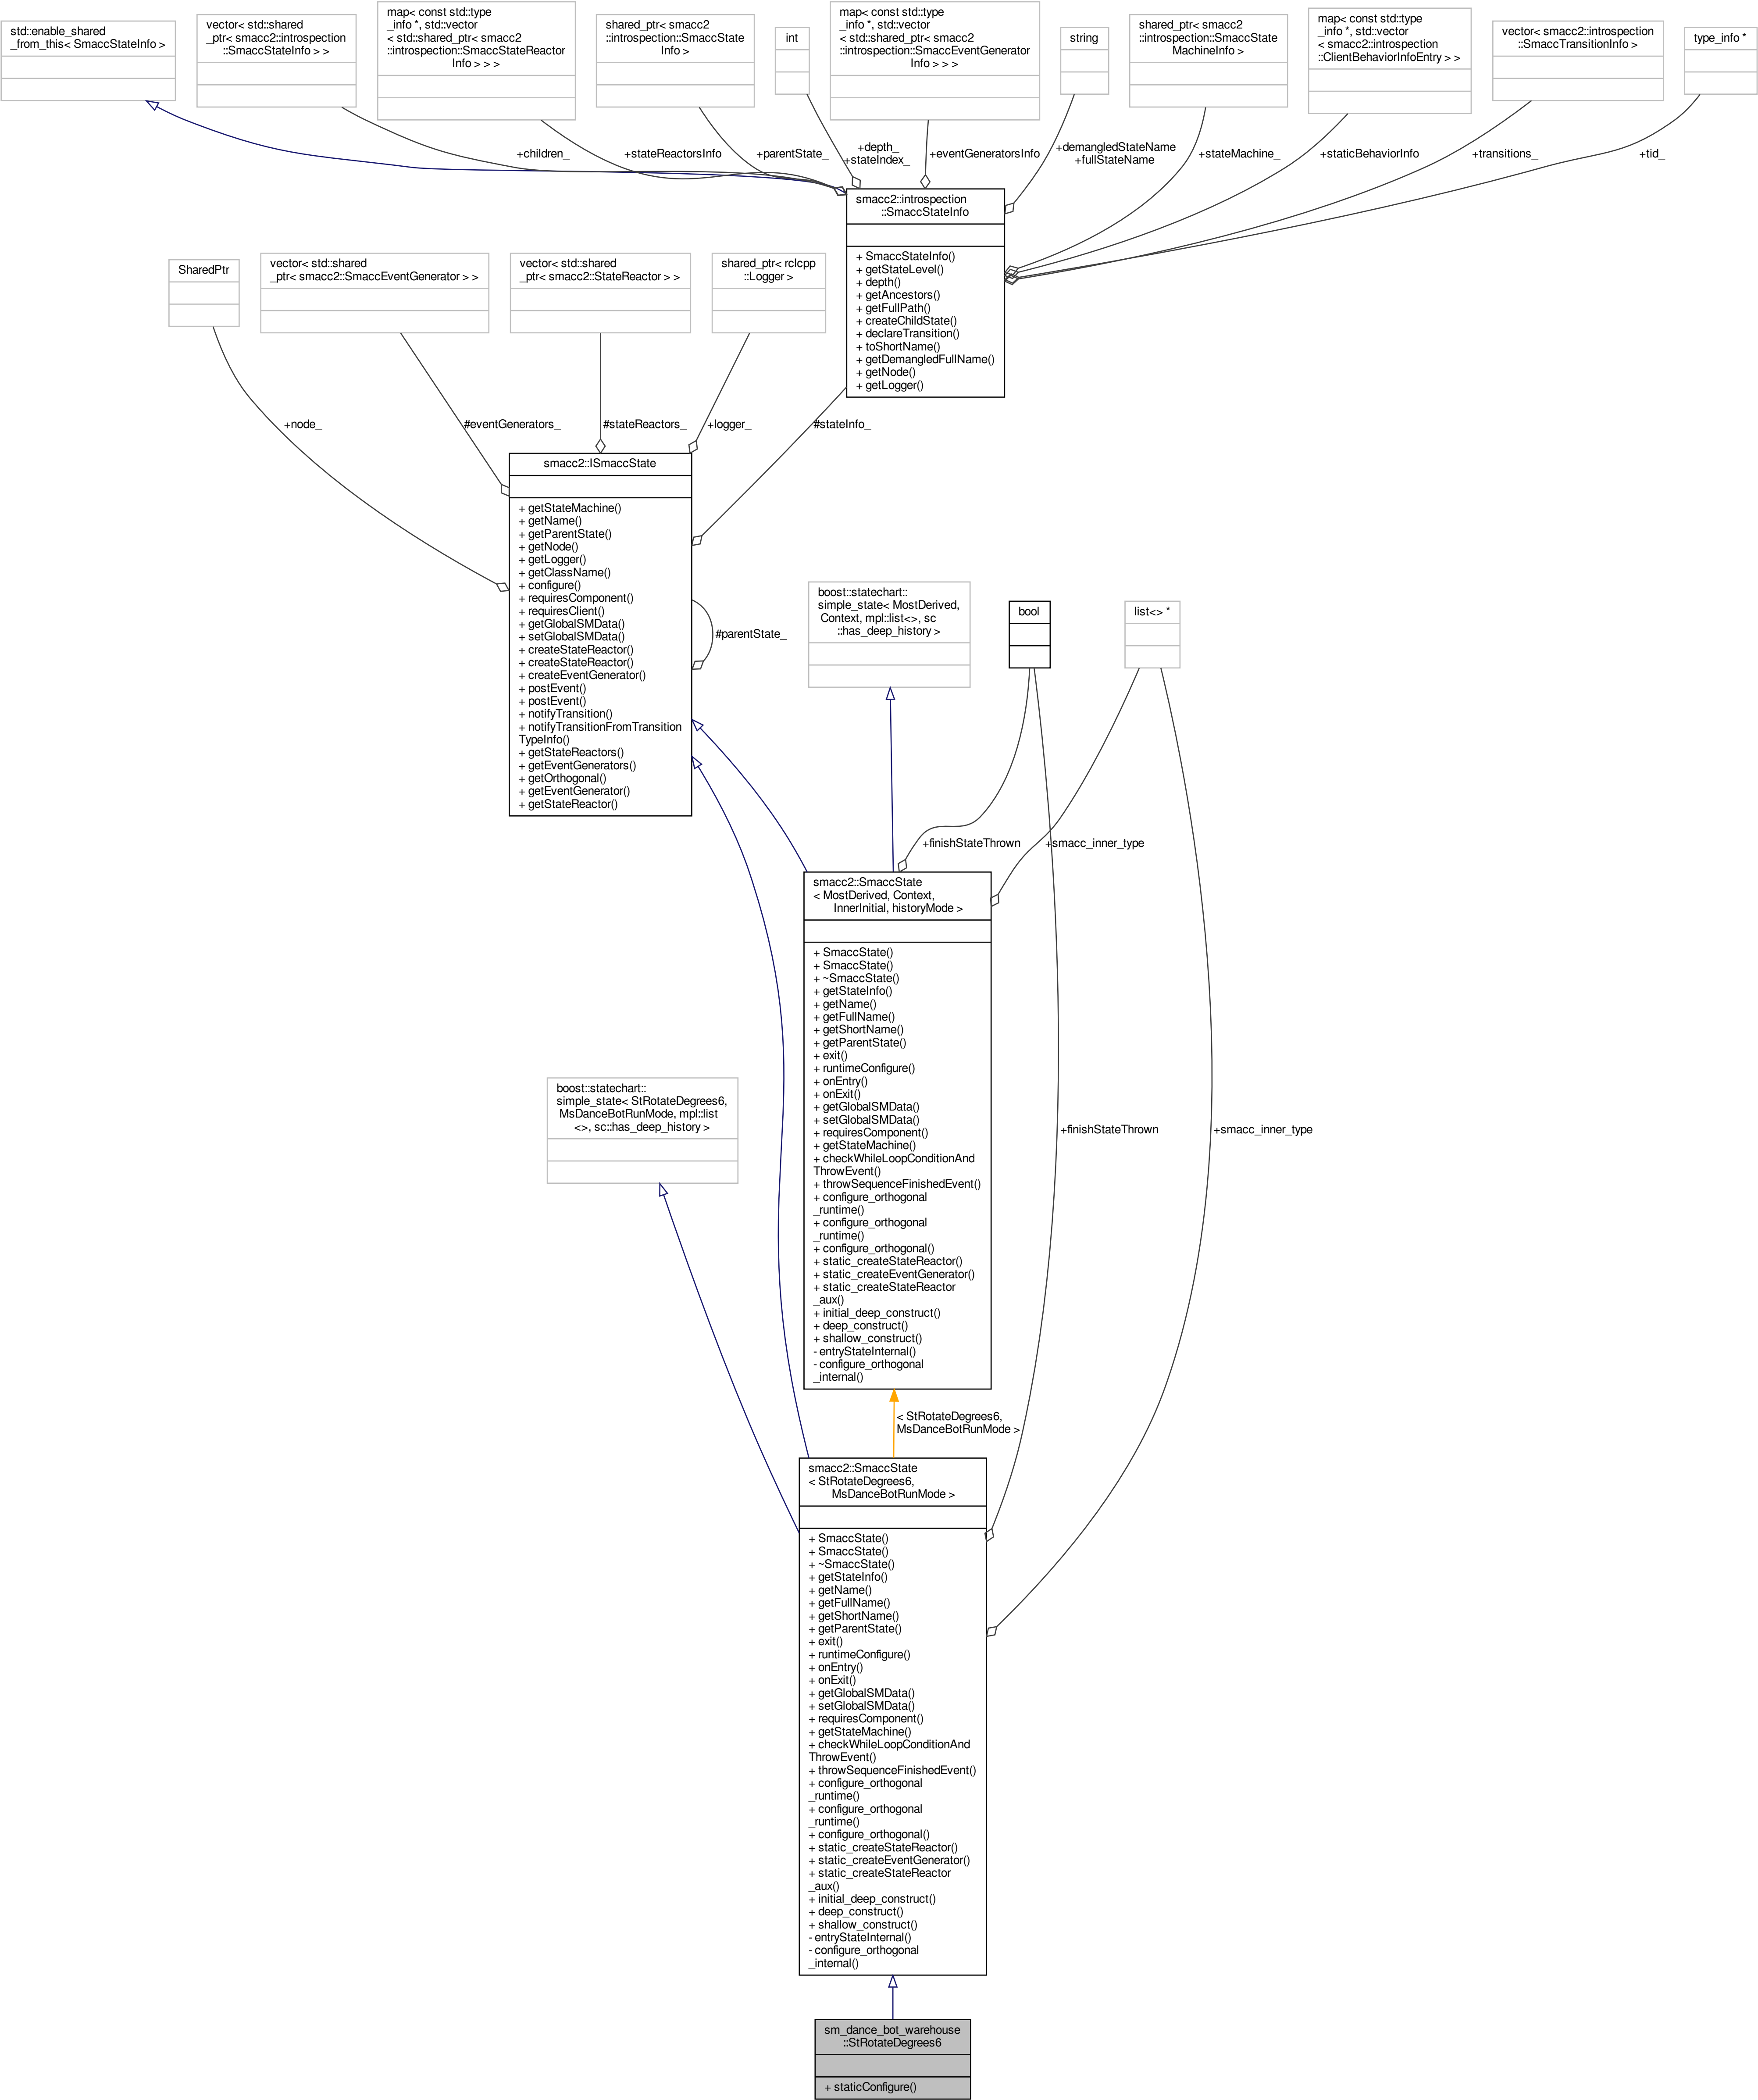 std::enable_shared
_from_this< SmaccStateInfo >
vector< std::shared
_ptr< smacc2::introspection
::SmaccStateInfo > >
map< const std::type
_info *, std::vector
< std::shared_ptr< smacc2
::introspection::SmaccStateReactor
Info > > >
shared_ptr< smacc2
::introspection::SmaccState
Info >
int
map< const std::type
_info *, std::vector
< std::shared_ptr< smacc2
::introspection::SmaccEventGenerator
Info > > >
string
shared_ptr< smacc2
::introspection::SmaccState
MachineInfo >
map< const std::type
_info *, std::vector
< smacc2::introspection
::ClientBehaviorInfoEntry > >
vector< smacc2::introspection
::SmaccTransitionInfo >
type_info *
+children_
+stateReactorsInfo
+parentState_
+depth_
+stateIndex_
+eventGeneratorsInfo
+demangledStateName
+fullStateName
+stateMachine_
+staticBehaviorInfo
+transitions_
+tid_
smacc2::introspection
::SmaccStateInfo
+ SmaccStateInfo()
+ getStateLevel()
+ depth()
+ getAncestors()
+ getFullPath()
+ createChildState()
+ declareTransition()
+ toShortName()
+ getDemangledFullName()
+ getNode()
+ getLogger()
SharedPtr
vector< std::shared
_ptr< smacc2::SmaccEventGenerator > >
vector< std::shared
_ptr< smacc2::StateReactor > >
shared_ptr< rclcpp
::Logger >
+node_
#eventGenerators_
#stateReactors_
+logger_
#stateInfo_
smacc2::ISmaccState
+ getStateMachine()
+ getName()
+ getParentState()
+ getNode()
+ getLogger()
+ getClassName()
+ configure()
+ requiresComponent()
+ requiresClient()
+ getGlobalSMData()
+ setGlobalSMData()
+ createStateReactor()
+ createStateReactor()
+ createEventGenerator()
+ postEvent()
+ postEvent()
+ notifyTransition()
+ notifyTransitionFromTransition
TypeInfo()
+ getStateReactors()
+ getEventGenerators()
+ getOrthogonal()
+ getEventGenerator()
+ getStateReactor()
#parentState_
boost::statechart::
simple_state< MostDerived,
Context, mpl::list<>, sc
::has_deep_history >
bool
list<> *
+finishStateThrown
+smacc_inner_type
smacc2::SmaccState
< MostDerived, Context,
InnerInitial, historyMode >
+ SmaccState()
+ SmaccState()
+ ~SmaccState()
+ getStateInfo()
+ getName()
+ getFullName()
+ getShortName()
+ getParentState()
+ exit()
+ runtimeConfigure()
+ onEntry()
+ onExit()
+ getGlobalSMData()
+ setGlobalSMData()
+ requiresComponent()
+ getStateMachine()
+ checkWhileLoopConditionAnd
ThrowEvent()
+ throwSequenceFinishedEvent()
+ configure_orthogonal
_runtime()
+ configure_orthogonal
_runtime()
+ configure_orthogonal()
+ static_createStateReactor()
+ static_createEventGenerator()
+ static_createStateReactor
_aux()
+ initial_deep_construct()
+ deep_construct()
+ shallow_construct()
- entryStateInternal()
- configure_orthogonal
_internal()
boost::statechart::
simple_state< StRotateDegrees6,
MsDanceBotRunMode, mpl::list
<>, sc::has_deep_history >
+finishStateThrown
+smacc_inner_type
< StRotateDegrees6,
MsDanceBotRunMode >
smacc2::SmaccState
< StRotateDegrees6,
MsDanceBotRunMode >
+ SmaccState()
+ SmaccState()
+ ~SmaccState()
+ getStateInfo()
+ getName()
+ getFullName()
+ getShortName()
+ getParentState()
+ exit()
+ runtimeConfigure()
+ onEntry()
+ onExit()
+ getGlobalSMData()
+ setGlobalSMData()
+ requiresComponent()
+ getStateMachine()
+ checkWhileLoopConditionAnd
ThrowEvent()
+ throwSequenceFinishedEvent()
+ configure_orthogonal
_runtime()
+ configure_orthogonal
_runtime()
+ configure_orthogonal()
+ static_createStateReactor()
+ static_createEventGenerator()
+ static_createStateReactor
_aux()
+ initial_deep_construct()
+ deep_construct()
+ shallow_construct()
- entryStateInternal()
- configure_orthogonal
_internal()
sm_dance_bot_warehouse
::StRotateDegrees6
+ staticConfigure()